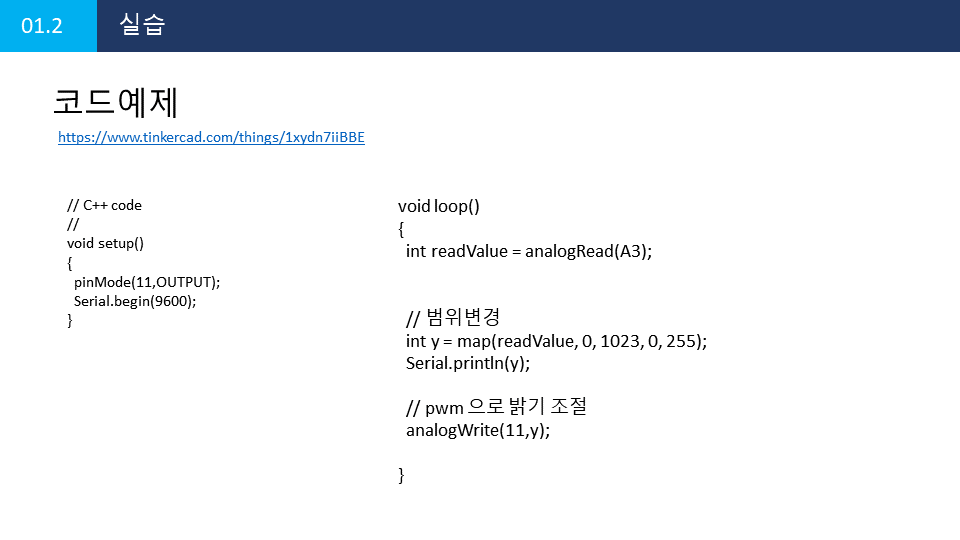 01.2
실습
코드예제
https://www.tinkercad.com/things/1xydn7iiBBE
// C++ code
//
void setup()
{
  pinMode(11,OUTPUT);
  Serial.begin(9600);
}
void loop()
{
  int readValue = analogRead(A3);
  // 범위변경
  int y = map(readValue, 0, 1023, 0, 255);
  Serial.println(y);
  // pwm 으로 밝기 조절
  analogWrite(11,y);
}